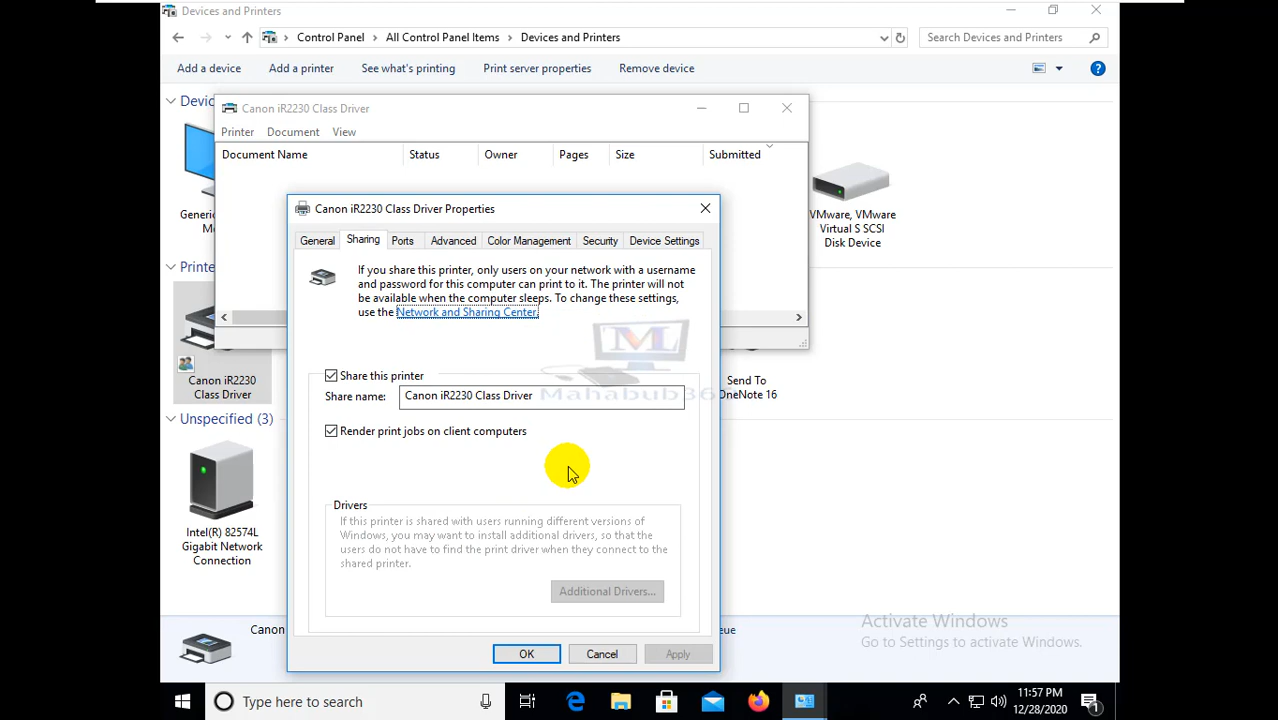 Devices and Printers
Control Panel > All Control Panel Items > Devices and Printers
Search Devices and Printers
Add a device Add a printer See what's printing Print server properties Remove device
Devic
Canon iR2230 Class Driver
Printer Document View
Document Name Status Owner Pages Size Submitted
Generic
VMware, VMware
Virtual S SCSI
Disk Device
Printe
Canon iR2230 Class Driver Properties
General Sharing Ports Advanced Color Management Security Device Settings
If you share this printer, only users on your network with a username
and password for this computer can print to it. The printer will not
be available when the computer sleeps. To change these settings,
use the Network and Sharing Center.
M
Mahabub36
Share this printer
Share name: Canon iR2230 Class Driver
Render print jobs on client computers
Drivers
If this printer is shared with users running different versions of
Windows, you may want to install additional drivers, so that the
users do not have to find the print driver when they connect to the
shared printer.
Additional Drivers...
OK Cancel Apply
Canon iR2230
Class Driver
Send To
OneNote 16
Unspecified (3)
Intel(R) 82574L
Gigabit Network
Connection
Canon
eue
Activate Windows
Go to Settings to activate Windows.
Type here to search
11:57 PM
12/28/2020
1